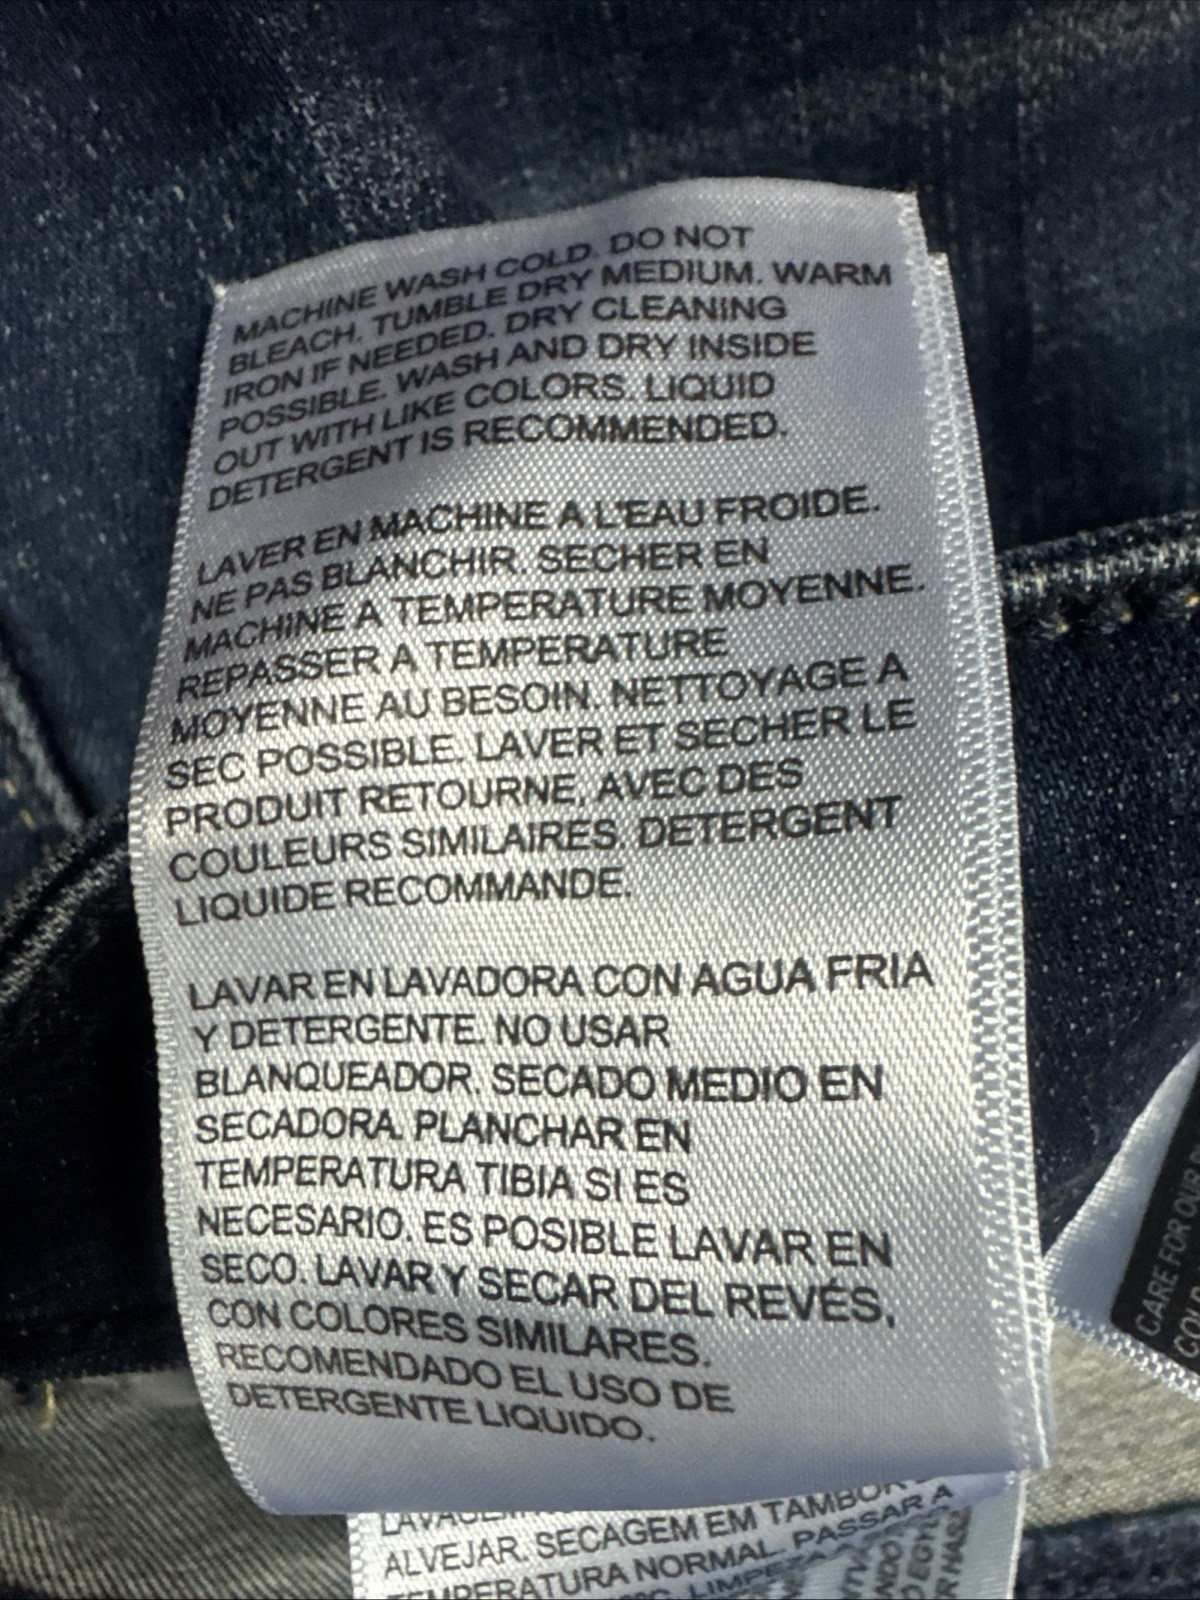 MACHINE WASH COLD. DO NOT
BLEACH. TUMBLE DRY MEDIUM. WARM
IRON IF NEEDED. DRY CLEANING
POSSIBLE. WASH AND DRY INSIDE
OUT WITH LIKE COLORS. LIQUID
DETERGENT IS RECOMMENDED.
LAVER EN MACHINE A L'EAU FROIDE.
NE PAS BLANCHIR. SECHER EN
MACHINE A TEMPERATURE MOYENNE.
REPASSER A TEMPERATURE
MOYENNE AU BESOIN. NETTOYAGE A
SEC POSSIBLE. LAVER ET SECHER LE
PRODUIT RETOURNE, AVEC DES
COULEURS SIMILAIRES. DETERGENT
LIQUIDE RECOMMANDE.
LAVAR EN LAVADORA CON AGUA FRIA
Y DETERGENTE. NO USAR
BLANQUEADOR. SECADO MEDIO EN
SECADORA. PLANCHAR EN
TEMPERATURA TIBIA SI ES
NECESARIO. ES POSIBLE LAVAR EN
SECO. LAVAR Y SECAR DEL REVÉS,
CON COLORES SIMILARES.
RECOMENDADO EL USO DE
DETERGENTE LIQUIDO.
ALVEJAR. SECAGEM EM TAMBOR
TEMPERATURA NORMAL. PASSAR A
LIMPEZA
CARE FOR OUR